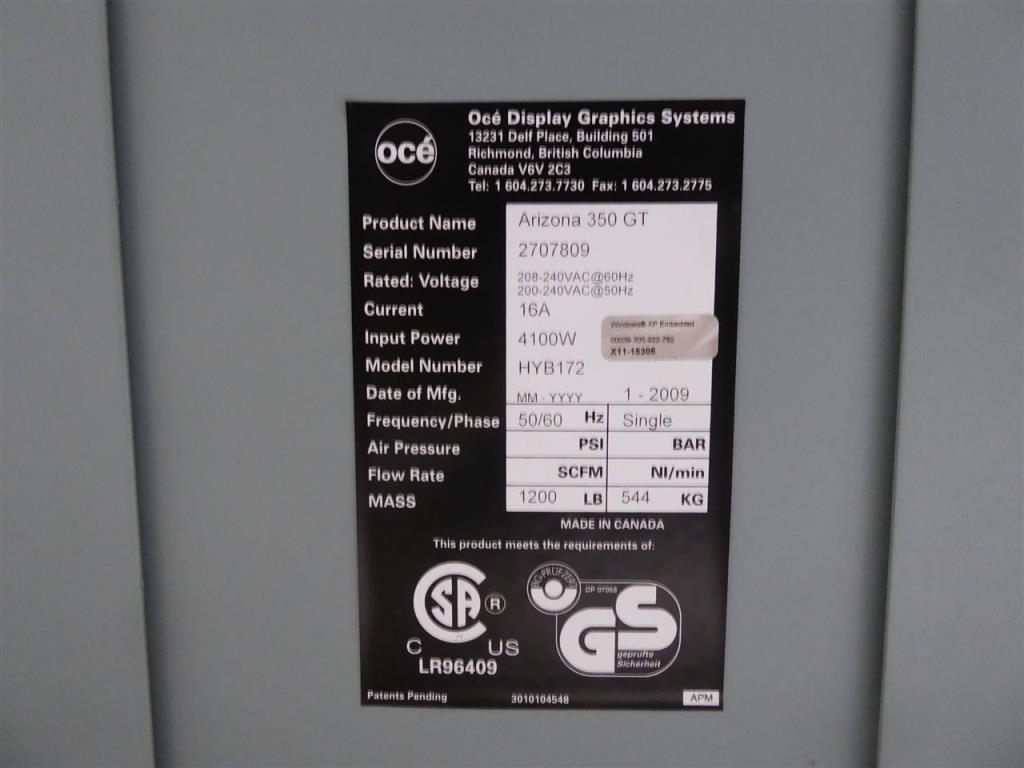 océ
Océ Display Graphics Systems
13231 Delf Place, Building 501
Richmond, British Columbia
Canada V6V 2C3
Tel: 1 604.273.7730 Fax: 1 604.273.2775
Product Name Arizona 350 GT
Serial Number 2707809
Rated: Voltage 208-240VAC@60Hz
200-240VAC@50Hz
Current 16A
Windows® XP Embedded
Input Power 4100W
X11-15305
Model Number HYB172
Date of Mfg. MM - YYYY 1 - 2009
Frequency/Phase 50/60 Hz Single
Air Pressure PSI BAR
Flow Rate SCFM Nl/min
MASS 1200 LB 544 KG
MADE IN CANADA
This product meets the requirements of:
BG-PRÜFZERT
DP 07068
SA ®
C US
LR96409
GS
geprüfte
Sicherheit
Patents Pending 3010104548 APM